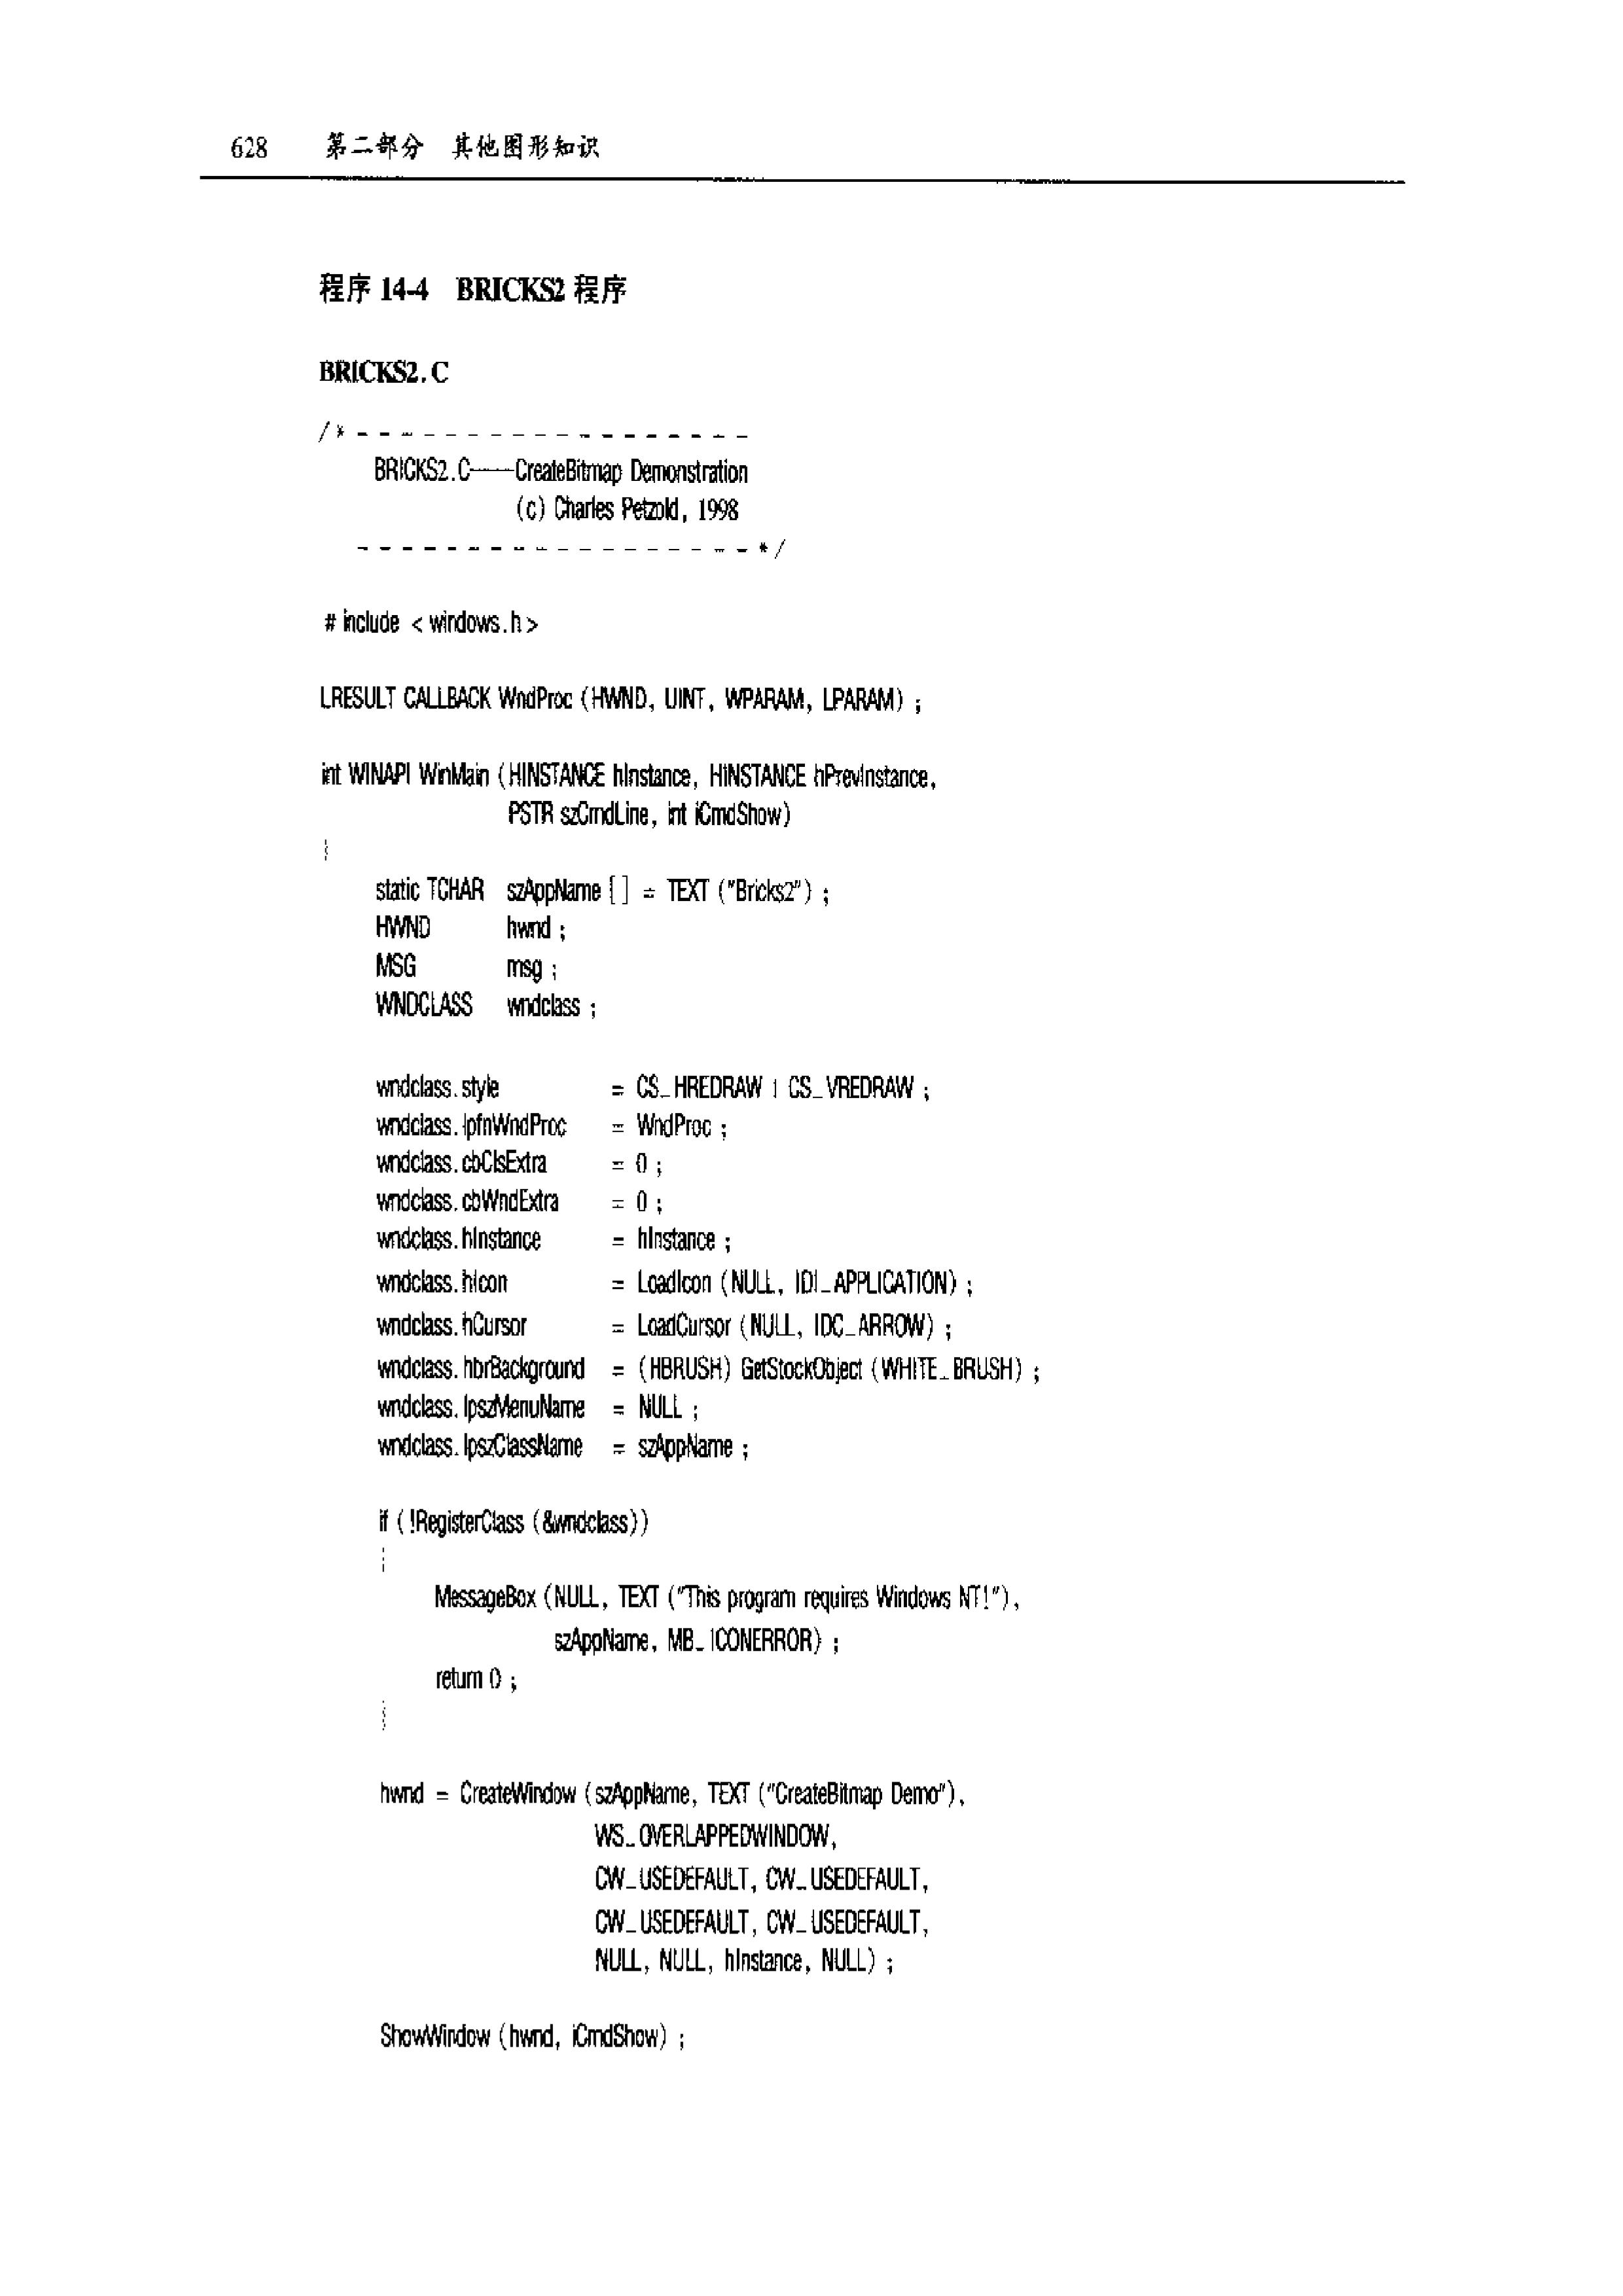 628 第二部分 其他图形知识
程序 14-4 BRICKS2 程序
BRICKS2.C
/* - - - - - - - - - - - - - - - - - -
BRICKS2.C——CreateBitmap Demonstration
(c) Charles Petzold, 1998
- - - - - - - - - - - - - - - - - - */
# include < windows.h >
LRESULT CALLBACK WndProc (HWND, UINT, WPARAM, LPARAM) ;
int WINAPI WinMain (HINSTANCE hInstance, HINSTANCE hPrevInstance,
PSTR szCmdLine, int iCmdShow)
{
static TCHAR szAppName [ ] = TEXT ("Bricks2") ;
HWND hwnd ;
MSG msg ;
WNDCLASS wndclass ;
wndclass.style = CS_HREDRAW | CS_VREDRAW ;
wndclass.lpfnWndProc = WndProc ;
wndclass.cbClsExtra = 0 ;
wndclass.cbWndExtra = 0 ;
wndclass.hInstance = hInstance ;
wndclass.hIcon = LoadIcon (NULL, IDI_APPLICATION) ;
wndclass.hCursor = LoadCursor (NULL, IDC_ARROW) ;
wndclass.hbrBackground = (HBRUSH) GetStockObject (WHITE_BRUSH) ;
wndclass.lpszMenuName = NULL ;
wndclass.lpszClassName = szAppName ;
if (!RegisterClass (&wndclass))
{
MessageBox (NULL, TEXT ("This program requires Windows NT!"),
szAppName, MB_ICONERROR) ;
return 0 ;
}
hwnd = CreateWindow (szAppName, TEXT ("CreateBitmap Demo"),
WS_OVERLAPPEDWINDOW,
CW_USEDEFAULT, CW_USEDEFAULT,
CW_USEDEFAULT, CW_USEDEFAULT,
NULL, NULL, hInstance, NULL) ;
ShowWindow (hwnd, iCmdShow) ;